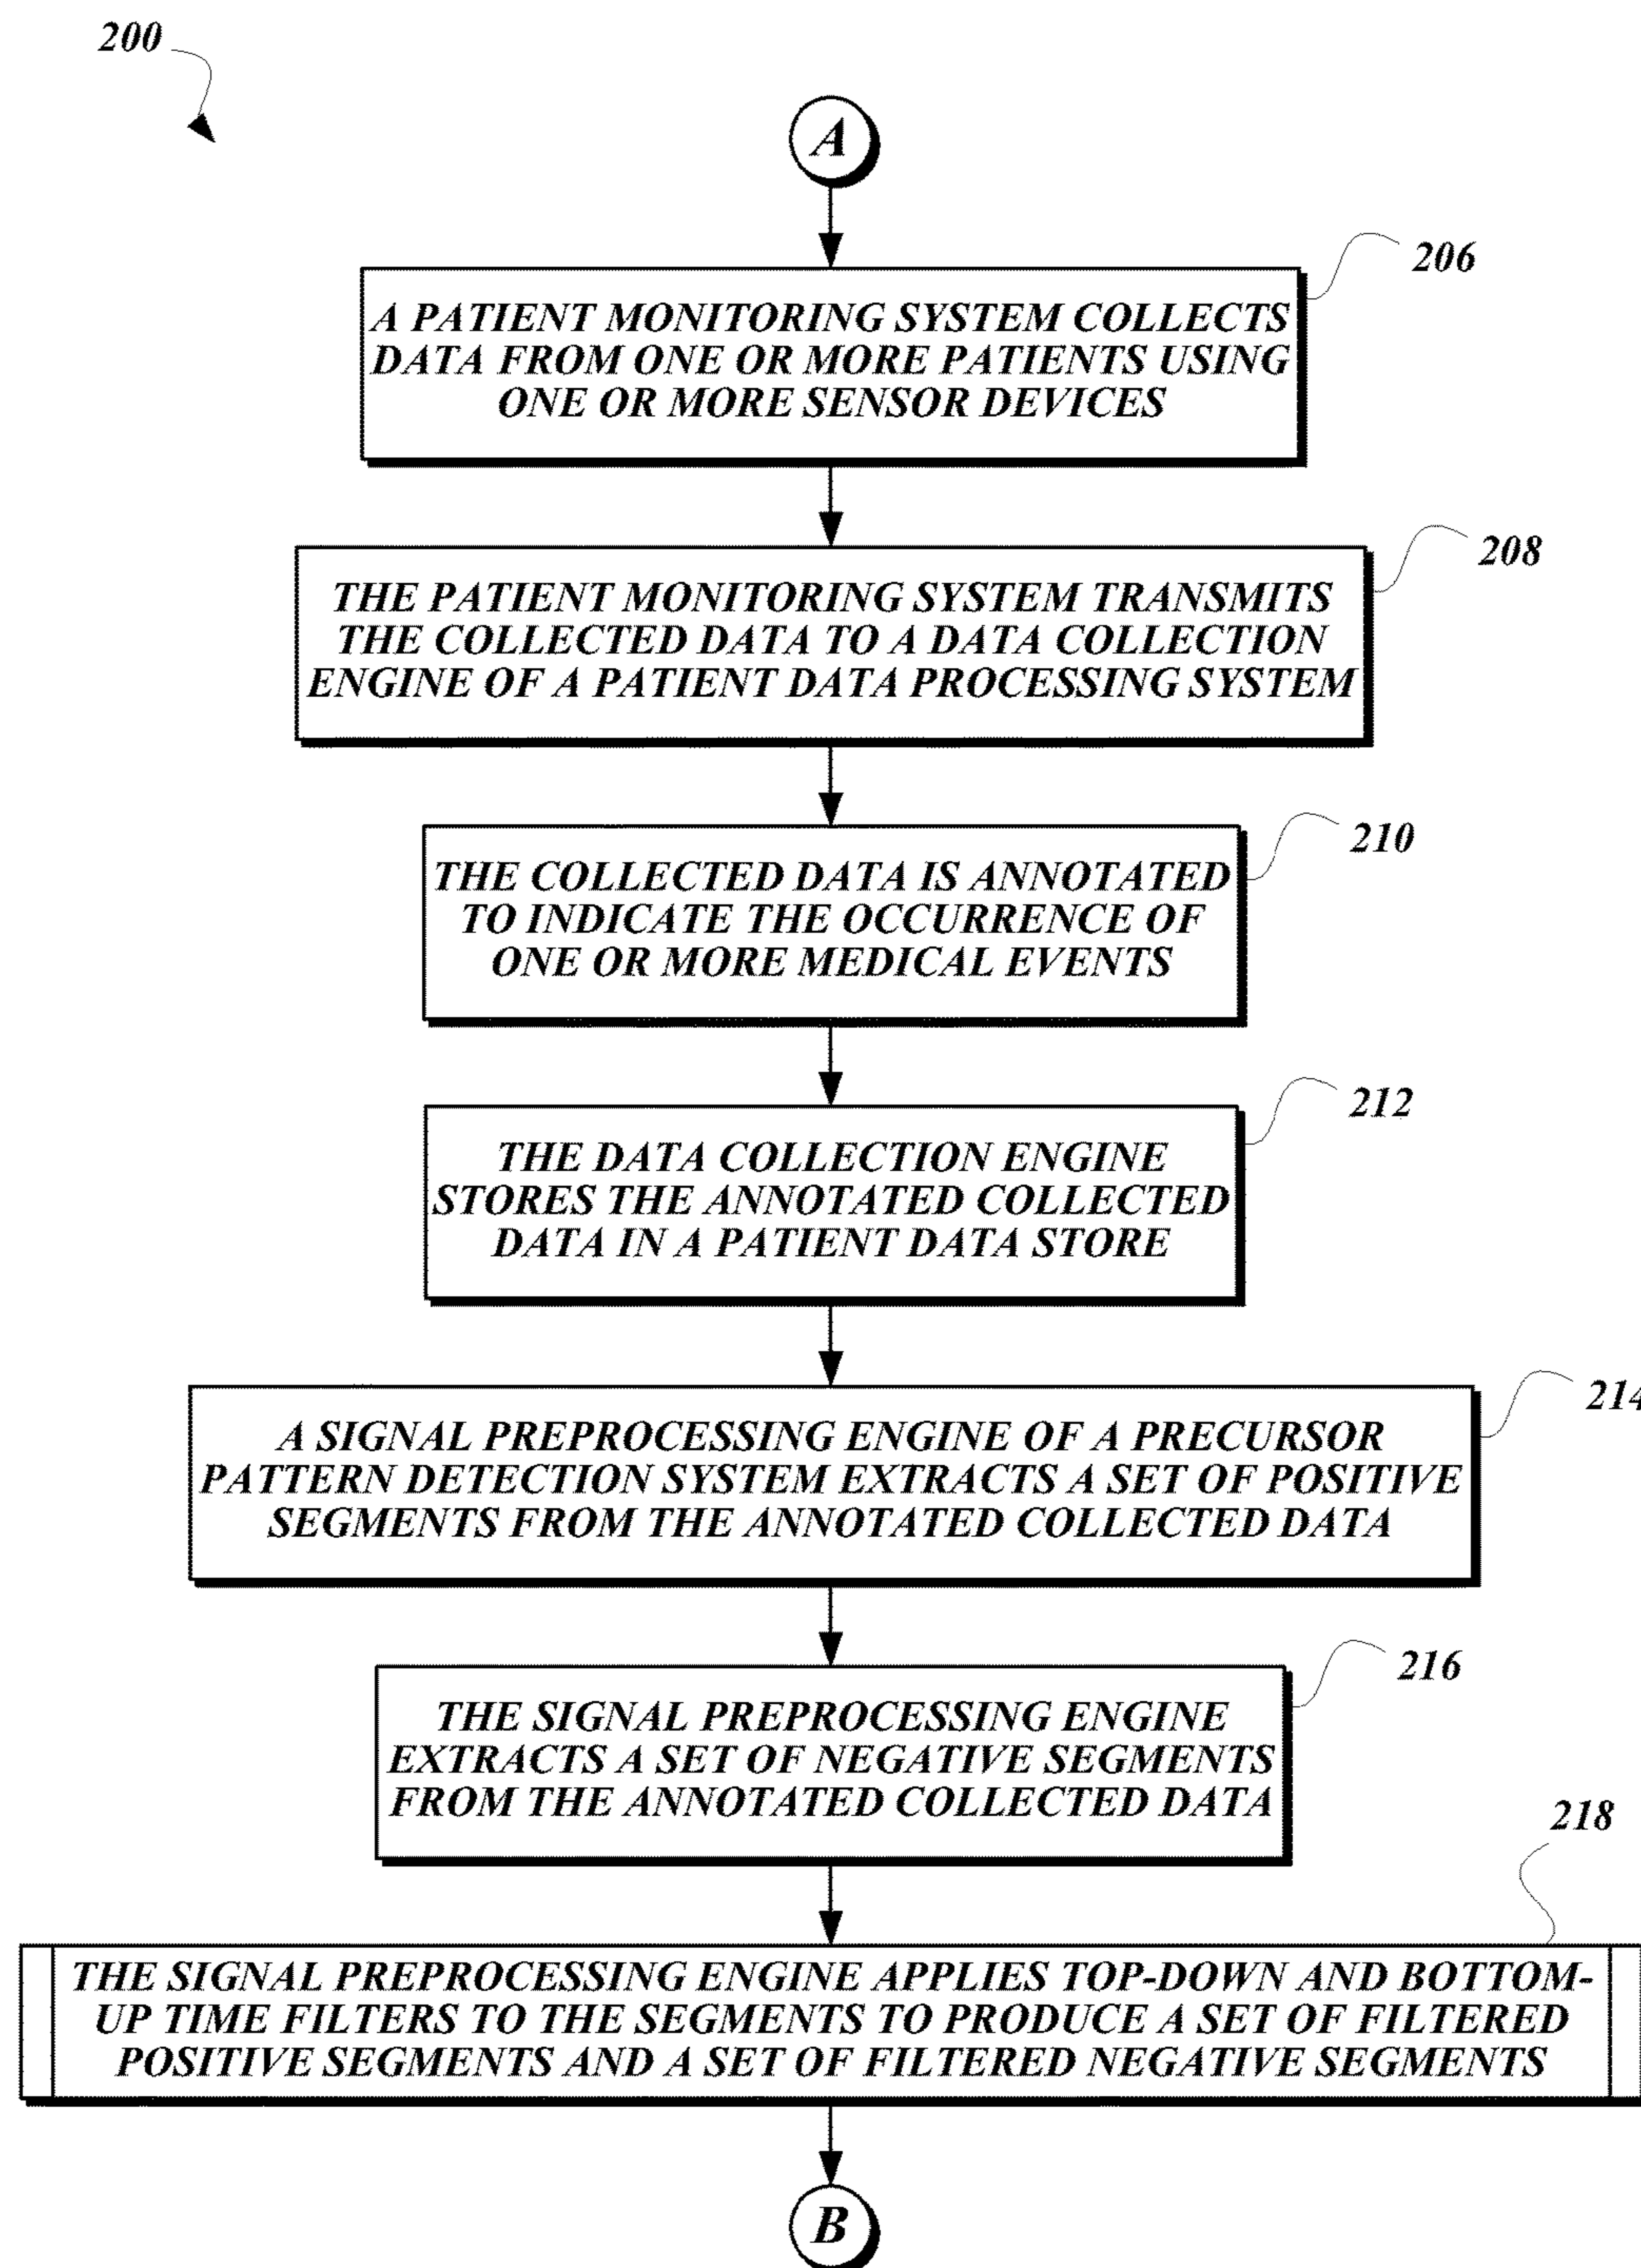 200
A
206
A PATIENT MONITORING SYSTEM COLLECTS
DATA FROM ONE OR MORE PATIENTS USING
ONE OR MORE SENSOR DEVICES
208
THE PATIENT MONITORING SYSTEM TRANSMITS
THE COLLECTED DATA TO A DATA COLLECTION
ENGINE OF A PATIENT DATA PROCESSING SYSTEM
210
THE COLLECTED DATA IS ANNOTATED
TO INDICATE THE OCCURRENCE OF
ONE OR MORE MEDICAL EVENTS
212
THE DATA COLLECTION ENGINE
STORES THE ANNOTATED COLLECTED
DATA IN A PATIENT DATA STORE
214
A SIGNAL PREPROCESSING ENGINE OF A PRECURSOR
PATTERN DETECTION SYSTEM EXTRACTS A SET OF POSITIVE
SEGMENTS FROM THE ANNOTATED COLLECTED DATA
216
THE SIGNAL PREPROCESSING ENGINE
EXTRACTS A SET OF NEGATIVE SEGMENTS
FROM THE ANNOTATED COLLECTED DATA
218
THE SIGNAL PREPROCESSING ENGINE APPLIES TOP-DOWN AND BOTTOM-
UP TIME FILTERS TO THE SEGMENTS TO PRODUCE A SET OF FILTERED
POSITIVE SEGMENTS AND A SET OF FILTERED NEGATIVE SEGMENTS
B